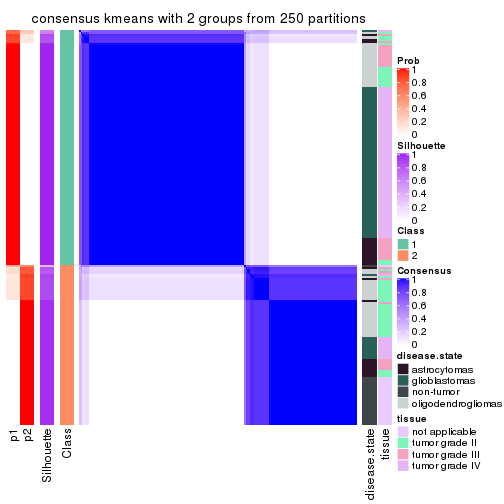 consensus kmeans with 2 groups from 250 partitions
p1
p2
Silhouette
Class
disease.state
tissue
Prob
1
0.8
0.6
0.4
0.2
0
Silhouette
1
0.8
0.6
0.4
0.2
0
Class
1
2
Consensus
1
0.8
0.6
0.4
0.2
0
disease.state
astrocytomas
glioblastomas
non-tumor
oligodendrogliomas
tissue
not applicable
tumor grade II
tumor grade III
tumor grade IV